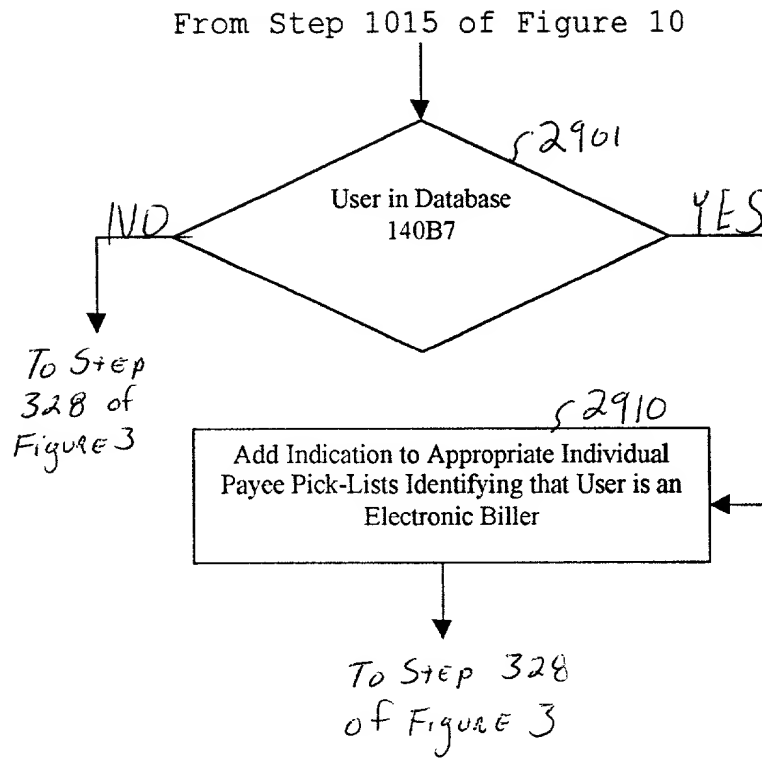 From Step 1015 of Figure 10
2901
User in Database
140B7
NO
YES
To Step
328 of
Figure 3
2910
Add Indication to Appropriate Individual
Payee Pick-Lists Identifying that User is an
Electronic Biller
To Step 328
of Figure 3